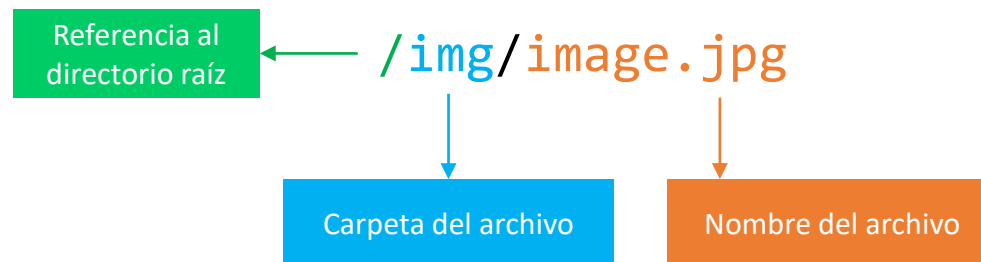 Referencia al
directorio raíz
/img/image.jpg
Carpeta del archivo
Nombre del archivo